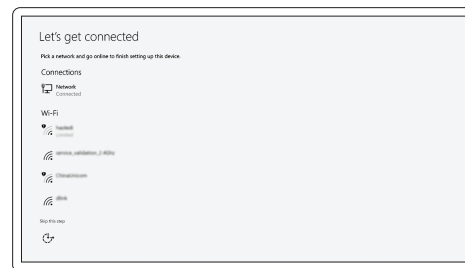 Let's get connected
Pick a network and go online to finish setting up this device.
Connections
Network
Connected
Wi-Fi
service_validation_2.4GHz
ChinaUnicom
dlink
Skip this step